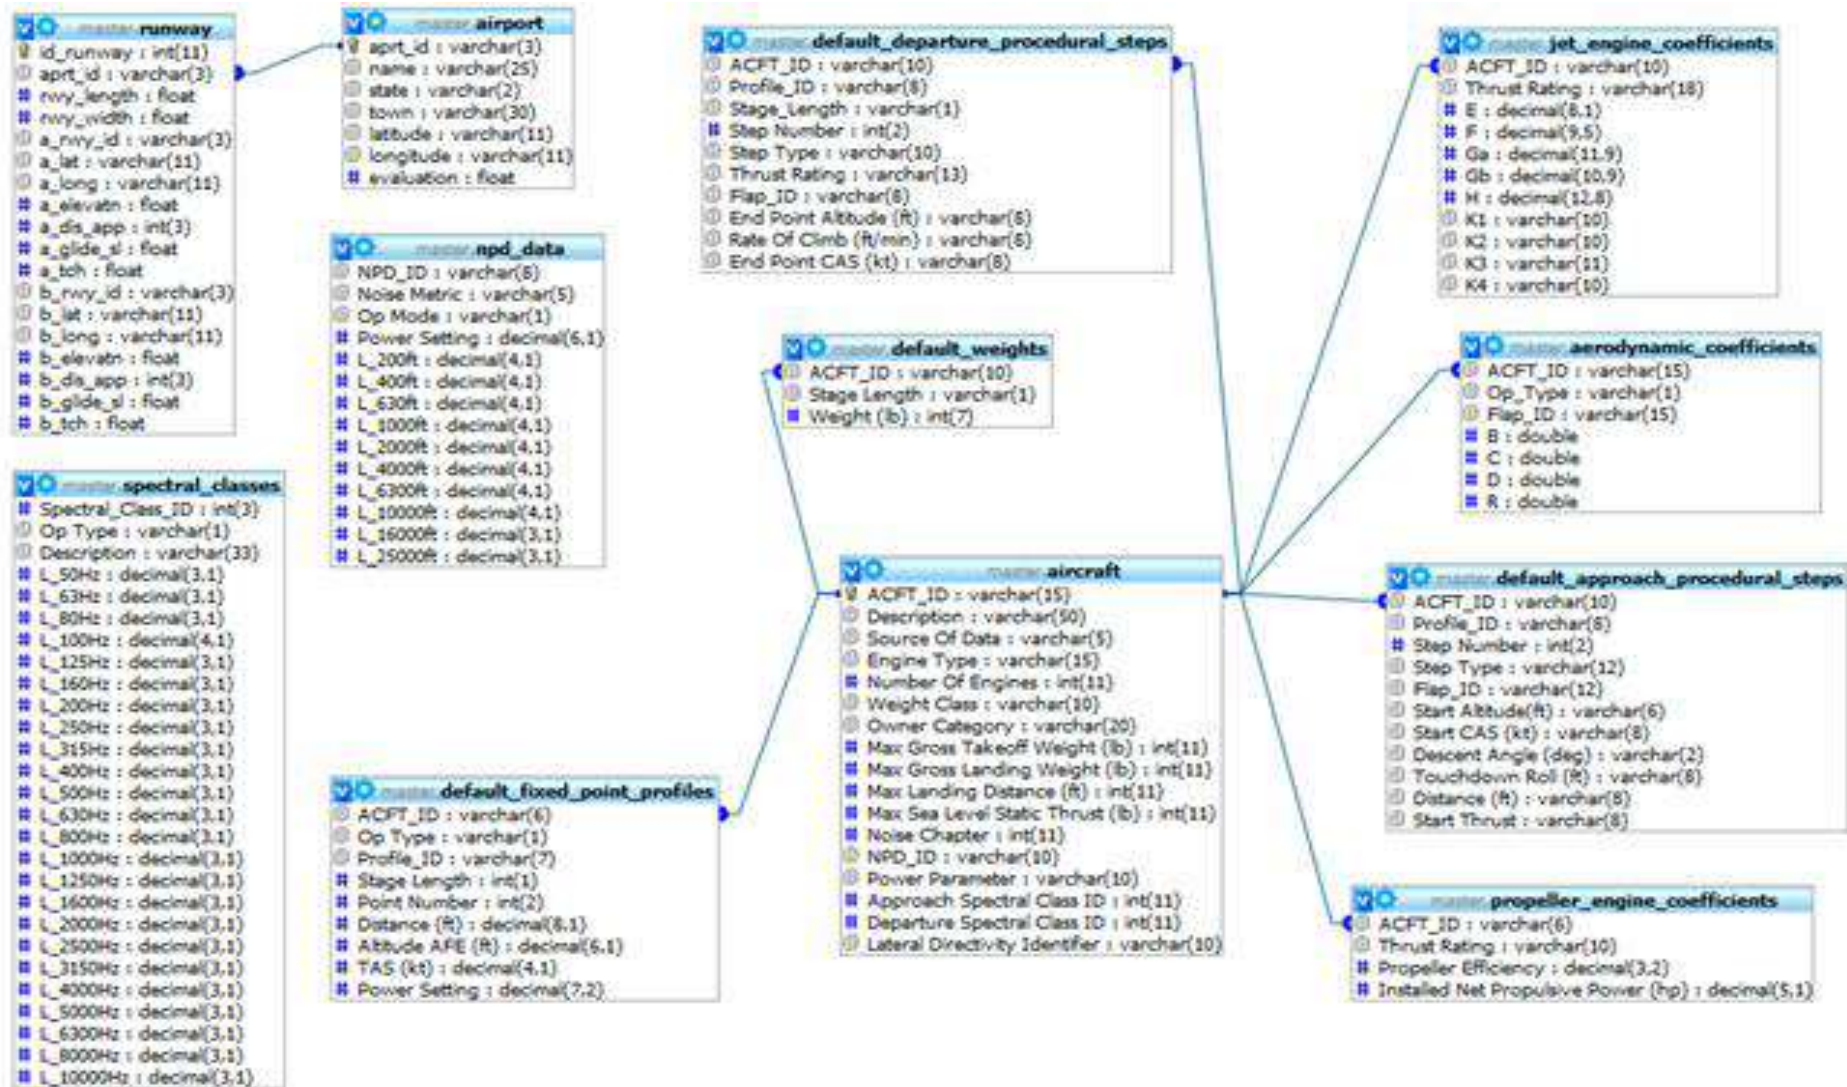 master.runway
id_runway : int(11)
aprt_id : varchar(3)
rwy_length : float
rwy_width : float
a_rwy_id : varchar(3)
a_lat : varchar(11)
a_long : varchar(11)
a_elevatn : float
a_dis_app : int(3)
a_glide_sl : float
a_tch : float
b_rwy_id : varchar(3)
b_lat : varchar(11)
b_long : varchar(11)
b_elevatn : float
b_dis_app : int(3)
b_glide_sl : float
b_tch : float
master.airport
aprt_id : varchar(3)
name : varchar(25)
state : varchar(2)
town : varchar(30)
latitude : varchar(11)
longitude : varchar(11)
evaluation : float
master.default_departure_procedural_steps
ACFT_ID : varchar(10)
Profile_ID : varchar(8)
Stage_Length : varchar(1)
Step Number : int(2)
Step Type : varchar(10)
Thrust Rating : varchar(13)
Flap_ID : varchar(8)
End Point Altitude (ft) : varchar(8)
Rate Of Climb (ft/min) : varchar(8)
End Point CAS (kt) : varchar(8)
master.jet_engine_coefficients
ACFT_ID : varchar(10)
Thrust Rating : varchar(18)
E : decimal(8,1)
F : decimal(9,5)
Ga : decimal(11,9)
Gb : decimal(10,9)
H : decimal(12,8)
K1 : varchar(10)
K2 : varchar(10)
K3 : varchar(11)
K4 : varchar(10)
master.npd_data
NPD_ID : varchar(8)
Noise Metric : varchar(5)
Op Mode : varchar(1)
Power Setting : decimal(6,1)
L_200ft : decimal(4,1)
L_400ft : decimal(4,1)
L_630ft : decimal(4,1)
L_1000ft : decimal(4,1)
L_2000ft : decimal(4,1)
L_4000ft : decimal(4,1)
L_6300ft : decimal(4,1)
L_10000ft : decimal(4,1)
L_16000ft : decimal(3,1)
L_25000ft : decimal(3,1)
master.default_weights
ACFT_ID : varchar(10)
Stage Length : varchar(1)
Weight (lb) : int(7)
master.aerodynamic_coefficients
ACFT_ID : varchar(15)
Op_Type : varchar(1)
Flap_ID : varchar(15)
B : double
C : double
D : double
R : double
master.spectral_classes
Spectral_Class_ID : int(3)
Op Type : varchar(1)
Description : varchar(33)
L_50Hz : decimal(3,1)
L_63Hz : decimal(3,1)
L_80Hz : decimal(3,1)
L_100Hz : decimal(4,1)
L_125Hz : decimal(3,1)
L_160Hz : decimal(3,1)
L_200Hz : decimal(3,1)
L_250Hz : decimal(3,1)
L_315Hz : decimal(3,1)
L_400Hz : decimal(3,1)
L_500Hz : decimal(3,1)
L_630Hz : decimal(3,1)
L_800Hz : decimal(3,1)
L_1000Hz : decimal(3,1)
L_1250Hz : decimal(3,1)
L_1600Hz : decimal(3,1)
L_2000Hz : decimal(3,1)
L_2500Hz : decimal(3,1)
L_3150Hz : decimal(3,1)
L_4000Hz : decimal(3,1)
L_5000Hz : decimal(3,1)
L_6300Hz : decimal(3,1)
L_8000Hz : decimal(3,1)
L_10000Hz : decimal(3,1)
master.aircraft
ACFT_ID : varchar(15)
Description : varchar(50)
Source Of Data : varchar(5)
Engine Type : varchar(15)
Number Of Engines : int(11)
Weight Class : varchar(10)
Owner Category : varchar(20)
Max Gross Takeoff Weight (lb) : int(11)
Max Gross Landing Weight (lb) : int(11)
Max Landing Distance (ft) : int(11)
Max Sea Level Static Thrust (lb) : int(11)
Noise Chapter : int(11)
NPD_ID : varchar(10)
Power Parameter : varchar(10)
Approach Spectral Class ID : int(11)
Departure Spectral Class ID : int(11)
Lateral Directivity Identifier : varchar(10)
master.default_approach_procedural_steps
ACFT_ID : varchar(10)
Profile_ID : varchar(8)
Step Number : int(2)
Step Type : varchar(12)
Flap_ID : varchar(12)
Start Altitude(ft) : varchar(6)
Start CAS (kt) : varchar(8)
Descent Angle (deg) : varchar(2)
Touchdown Roll (ft) : varchar(8)
Distance (ft) : varchar(8)
Start Thrust : varchar(8)
master.default_fixed_point_profiles
ACFT_ID : varchar(6)
Op Type : varchar(1)
Profile_ID : varchar(7)
Stage Length : int(1)
Point Number : int(2)
Distance (ft) : decimal(8,1)
Altitude AFE (ft) : decimal(6,1)
TAS (kt) : decimal(4,1)
Power Setting : decimal(7,2)
master.propeller_engine_coefficients
ACFT_ID : varchar(6)
Thrust Rating : varchar(10)
Propeller Efficiency : decimal(3,2)
Installed Net Propulsive Power (hp) : decimal(5,1)